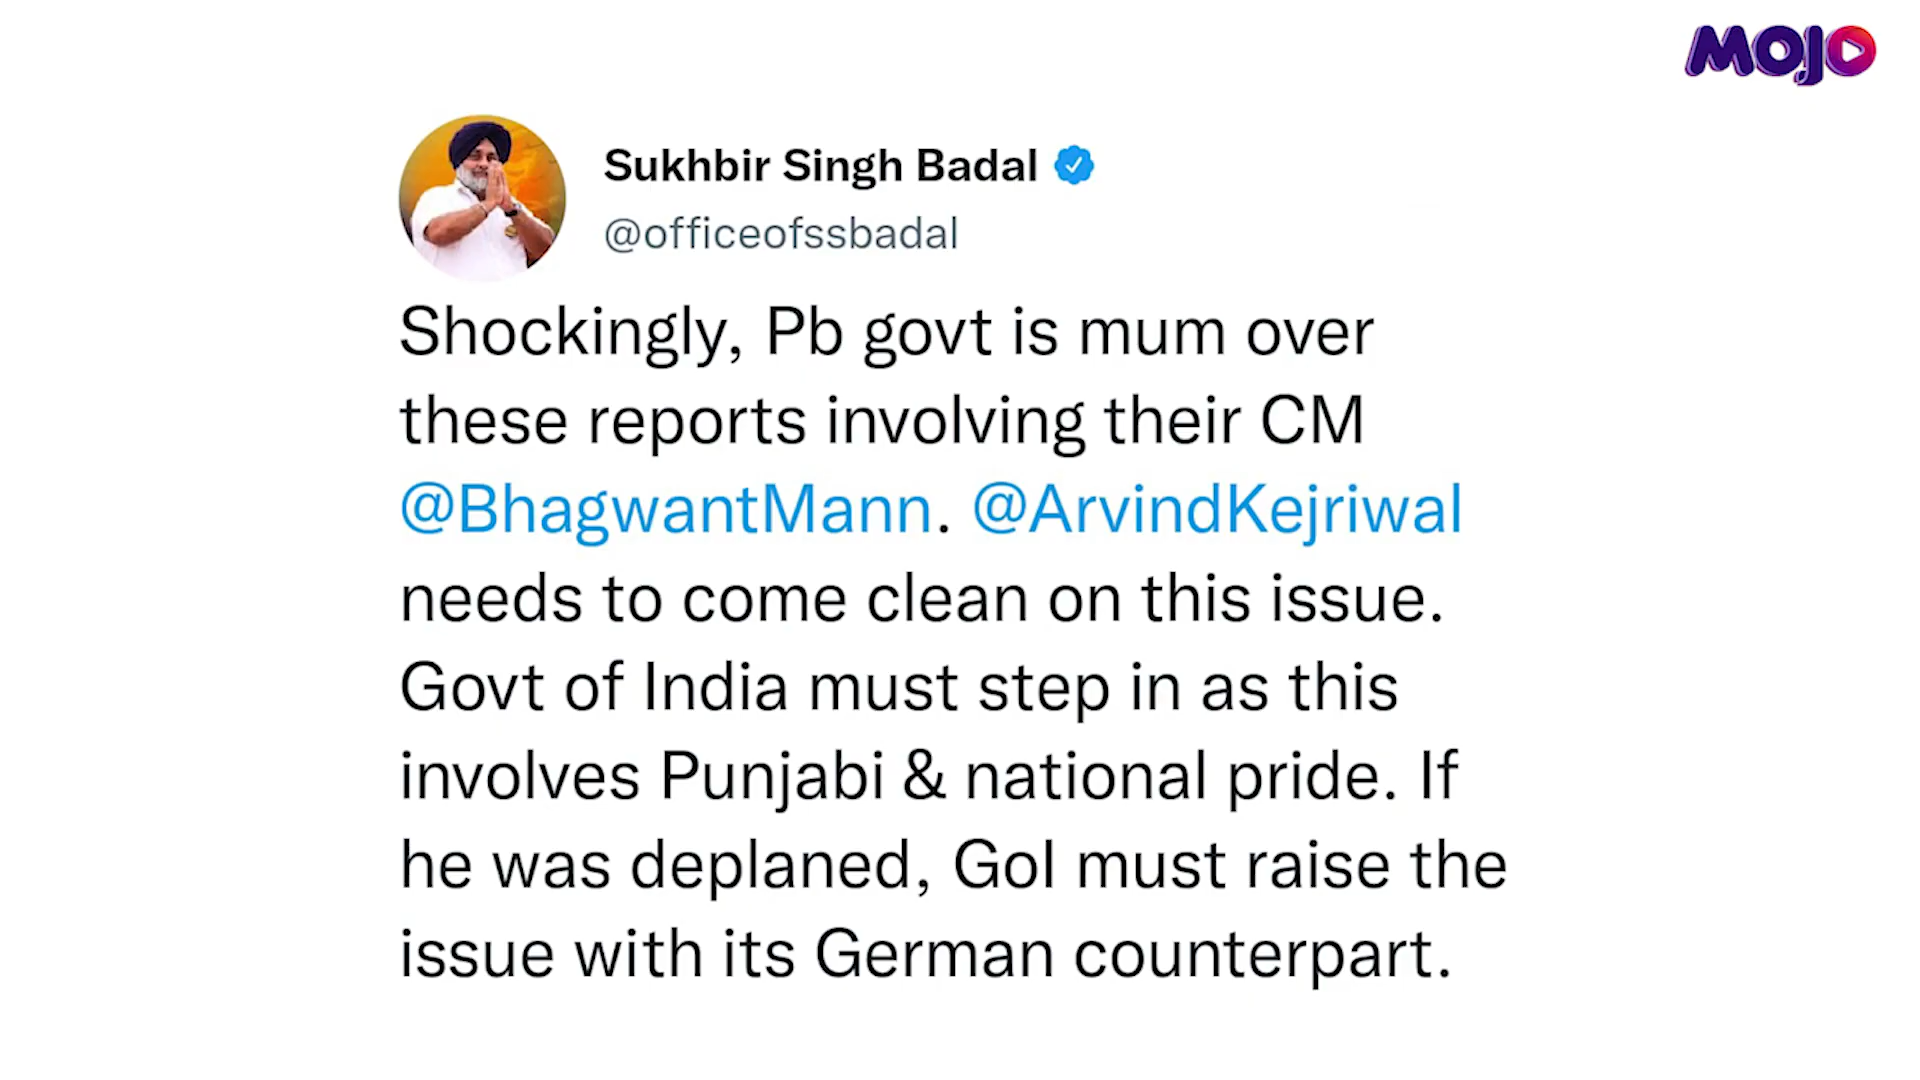 MOJO
Sukhbir Singh Badal
@officeofssbadal
Shockingly, Pb govt is mum over
these reports involving their CM
@BhagwantMann. @ArvindKejriwal
needs to come clean on this issue.
Govt of India must step in as this
involves Punjabi & national pride. If
he was deplaned, GoI must raise the
issue with its German counterpart.